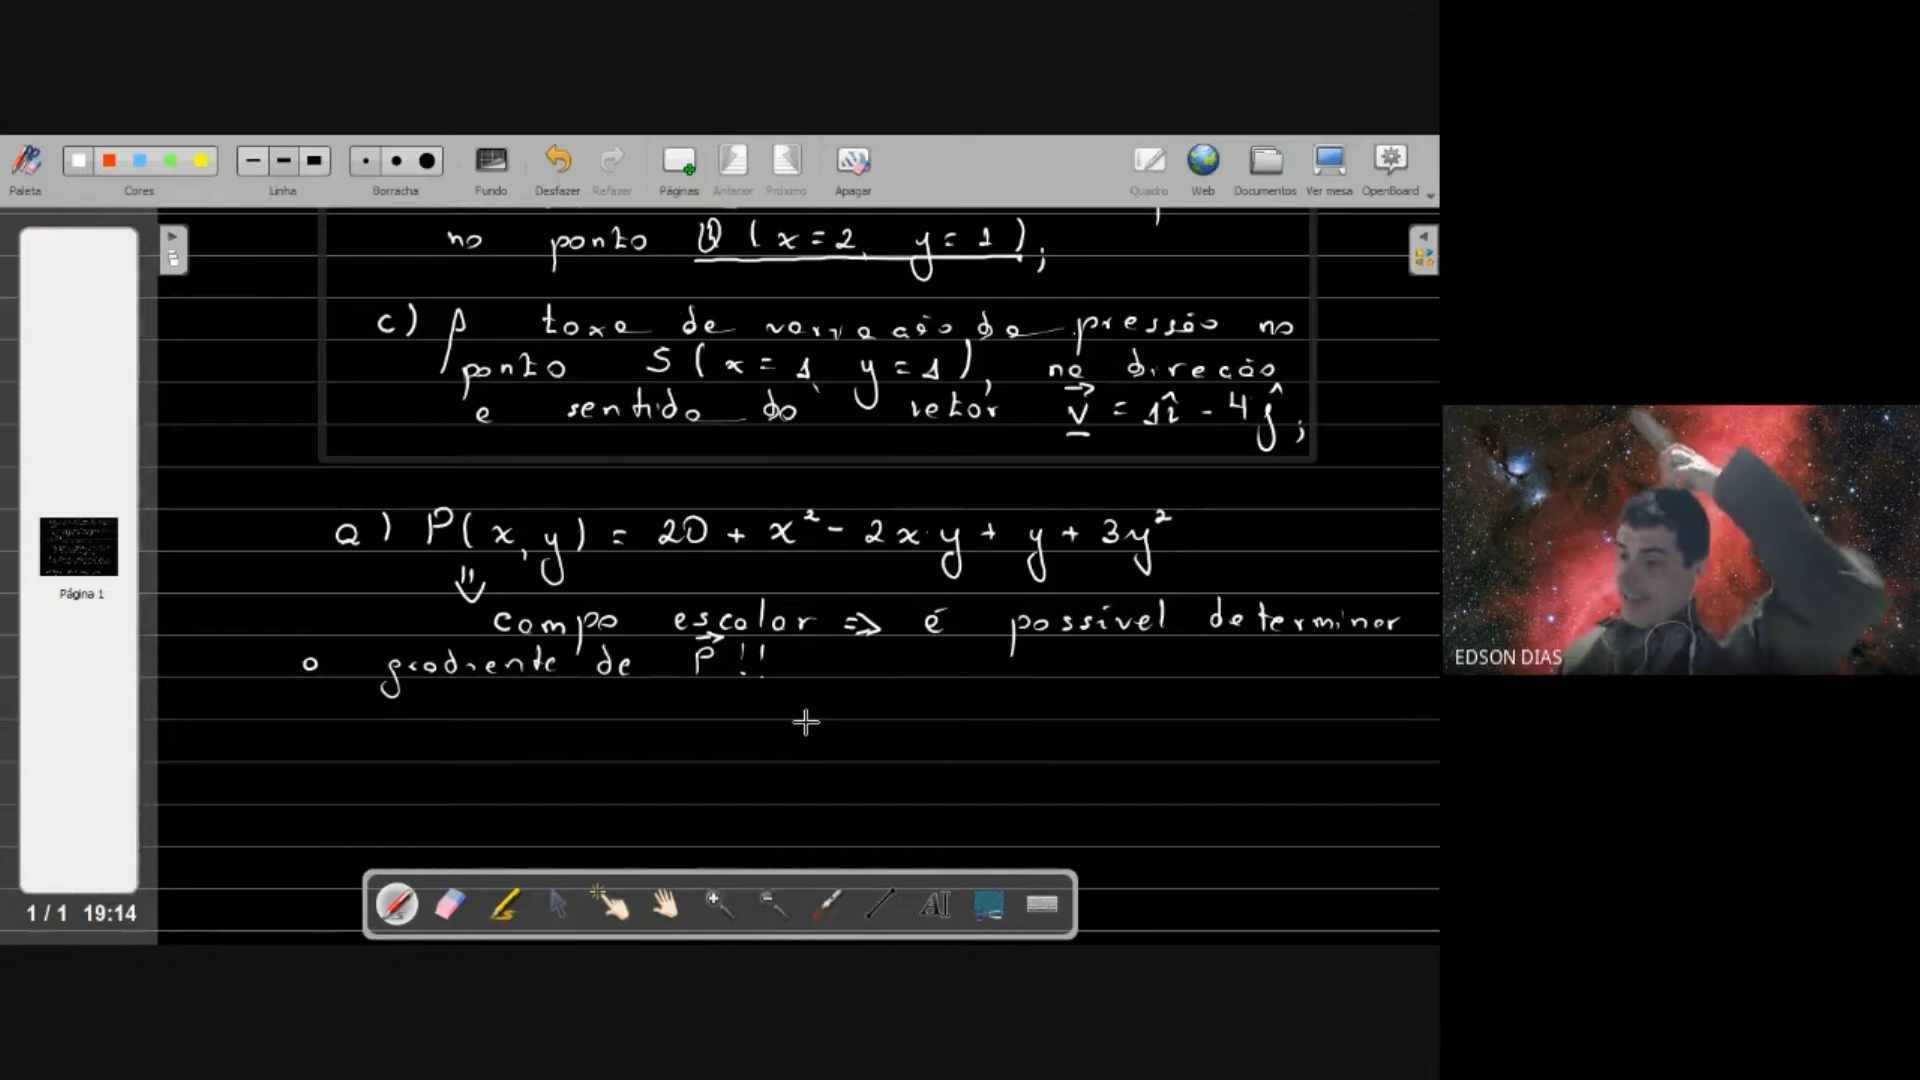 Paleta Cores Linha Borracha Fundo Desfazer Refazer Páginas Anterior Próximo Apagar Quadro Web Documentos Ver mesa OpenBoard
no ponto Q (x=2, y=1);
c) A taxa de variação da pressão no
ponto S (x=1, y=1), na direção
e sentido do vetor v⃗ = 1î - 4ĵ;
a) P(x,y) = 20 + x² - 2x·y + y + 3y²
⇓
campo escalar ⇒ é possível determinar
o gradiente de P⃗!!
Página 1
EDSON DIAS
1 / 1 19:14
AI